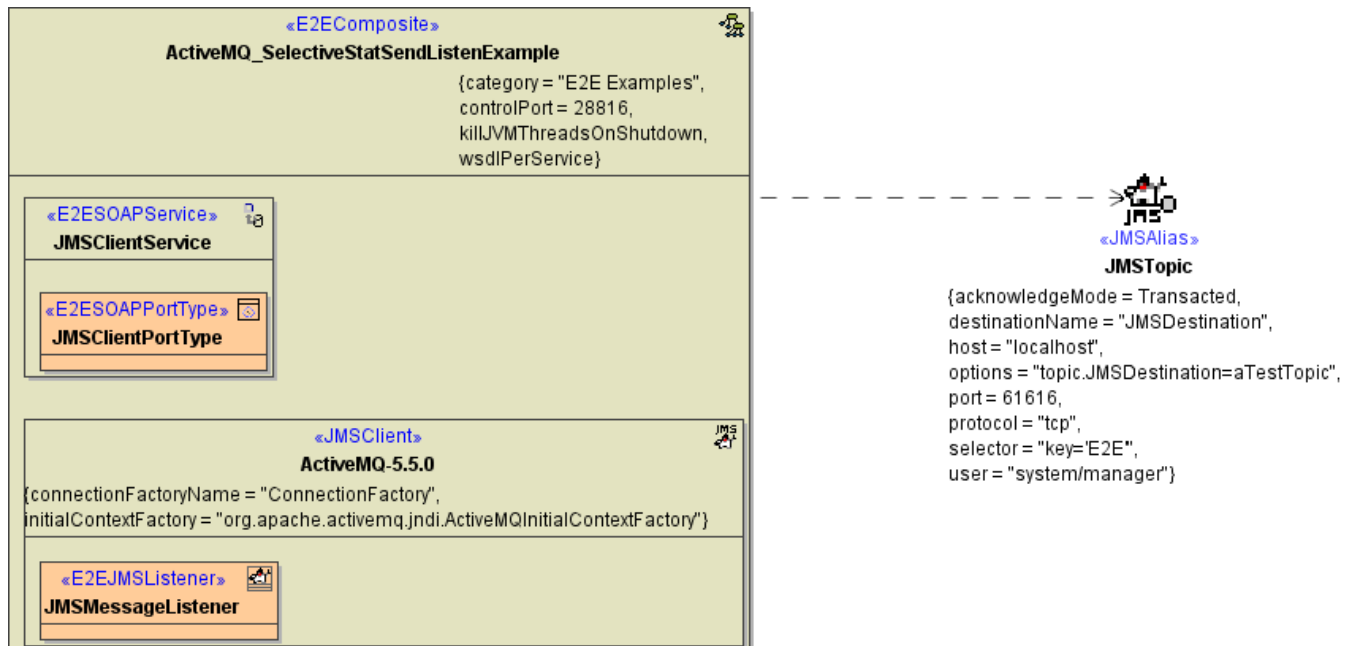 «E2EComposite»
ActiveMQ_SelectiveStatSendListenExample
{category = "E2E Examples",
controlPort = 28816,
killJVMThreadsOnShutdown,
wsdlPerService}
«E2ESOAPService»
JMSClientService
«E2ESOAPPortType»
JMSClientPortType
«JMSClient»
JMS
ActiveMQ-5.5.0
{connectionFactoryName = "ConnectionFactory",
initialContextFactory = "org.apache.activemq.jndi.ActiveMQInitialContextFactory"}
«E2EJMSListener»
JMSMessageListener
JMS
«JMSAlias»
JMSTopic
{acknowledgeMode = Transacted,
destinationName = "JMSDestination",
host = "localhost",
options = "topic.JMSDestination=aTestTopic",
port = 61616,
protocol = "tcp",
selector = "key='E2E'",
user = "system/manager"}